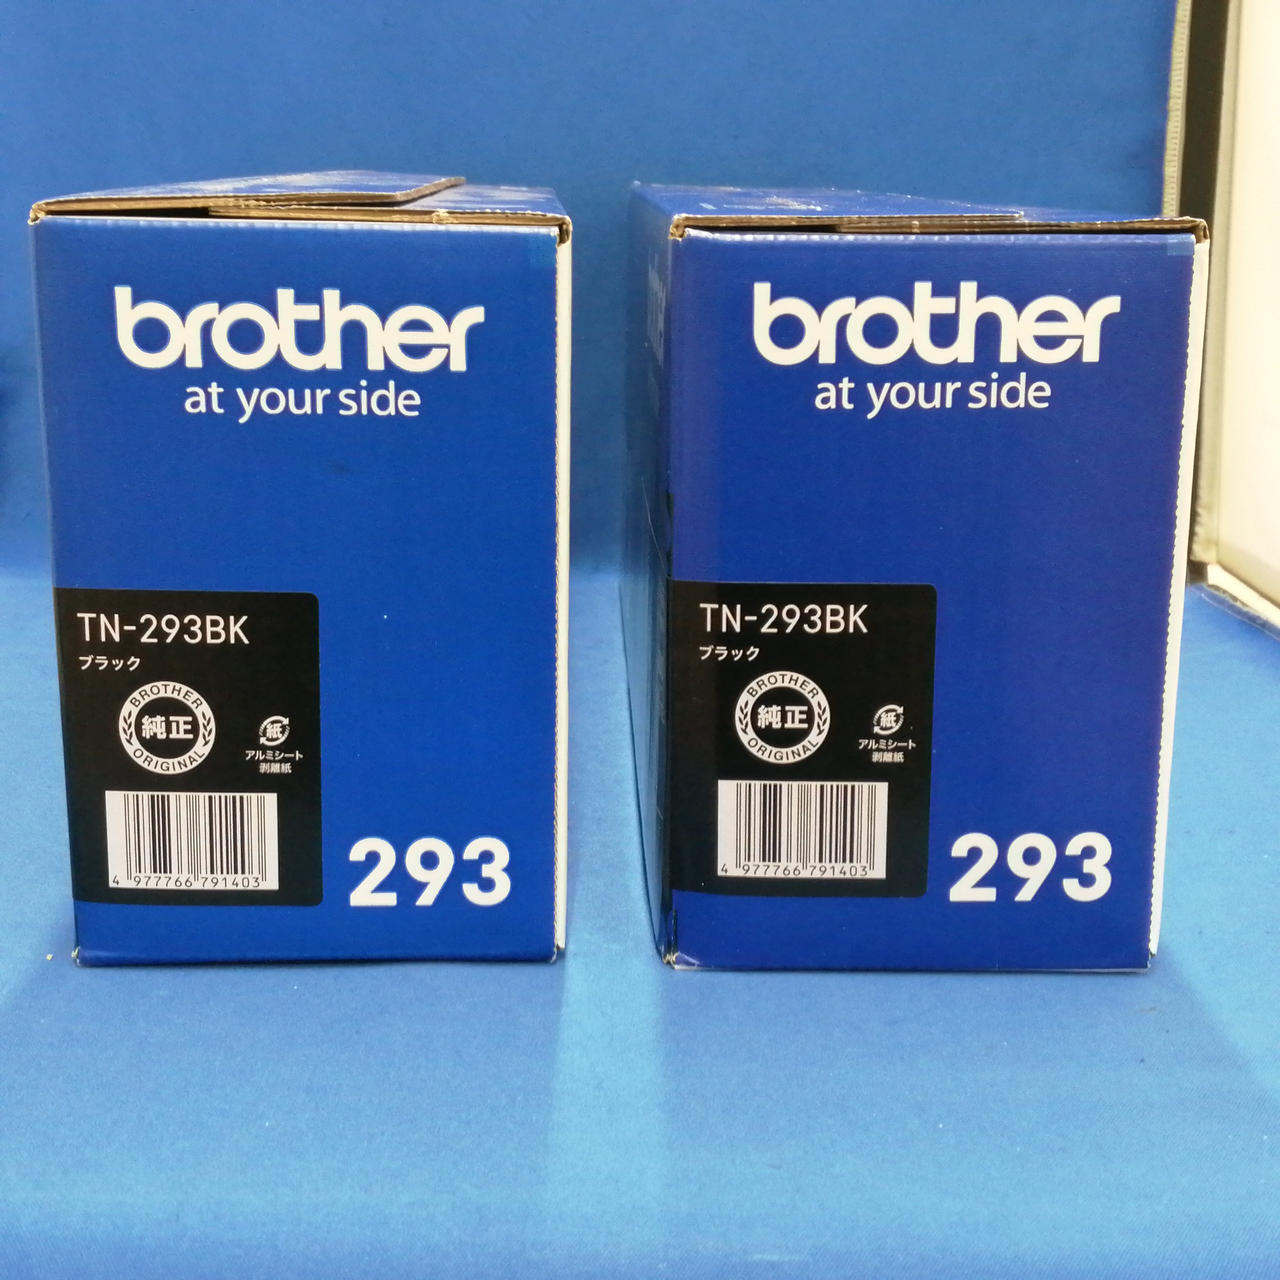 brother
at your side
TN-293BK
ブラック
BROTHER
純正
ORIGINAL
紙
アルミシート
剥離紙
4 977766 791403
293
brother
at your side
TN-293BK
ブラック
BROTHER
純正
ORIGINAL
紙
アルミシート
剥離紙
4 977766 791403
293